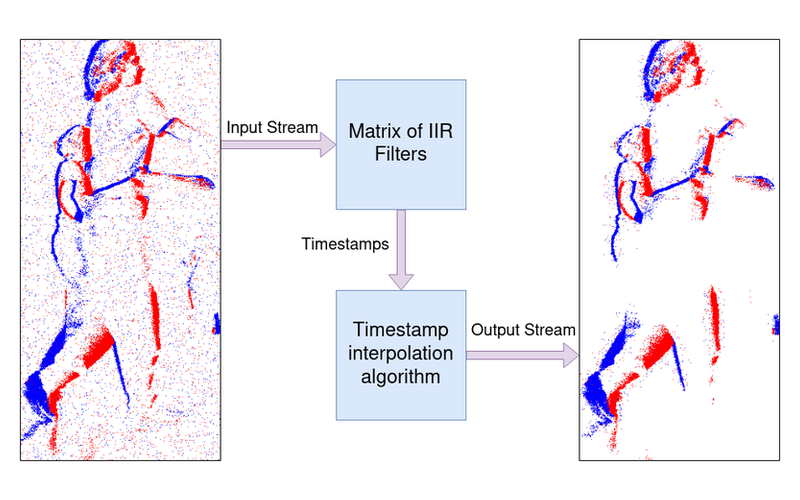 Input Stream
Matrix of IIR
Filters
Timestamps
Timestamp
interpolation
algorithm
Output Stream